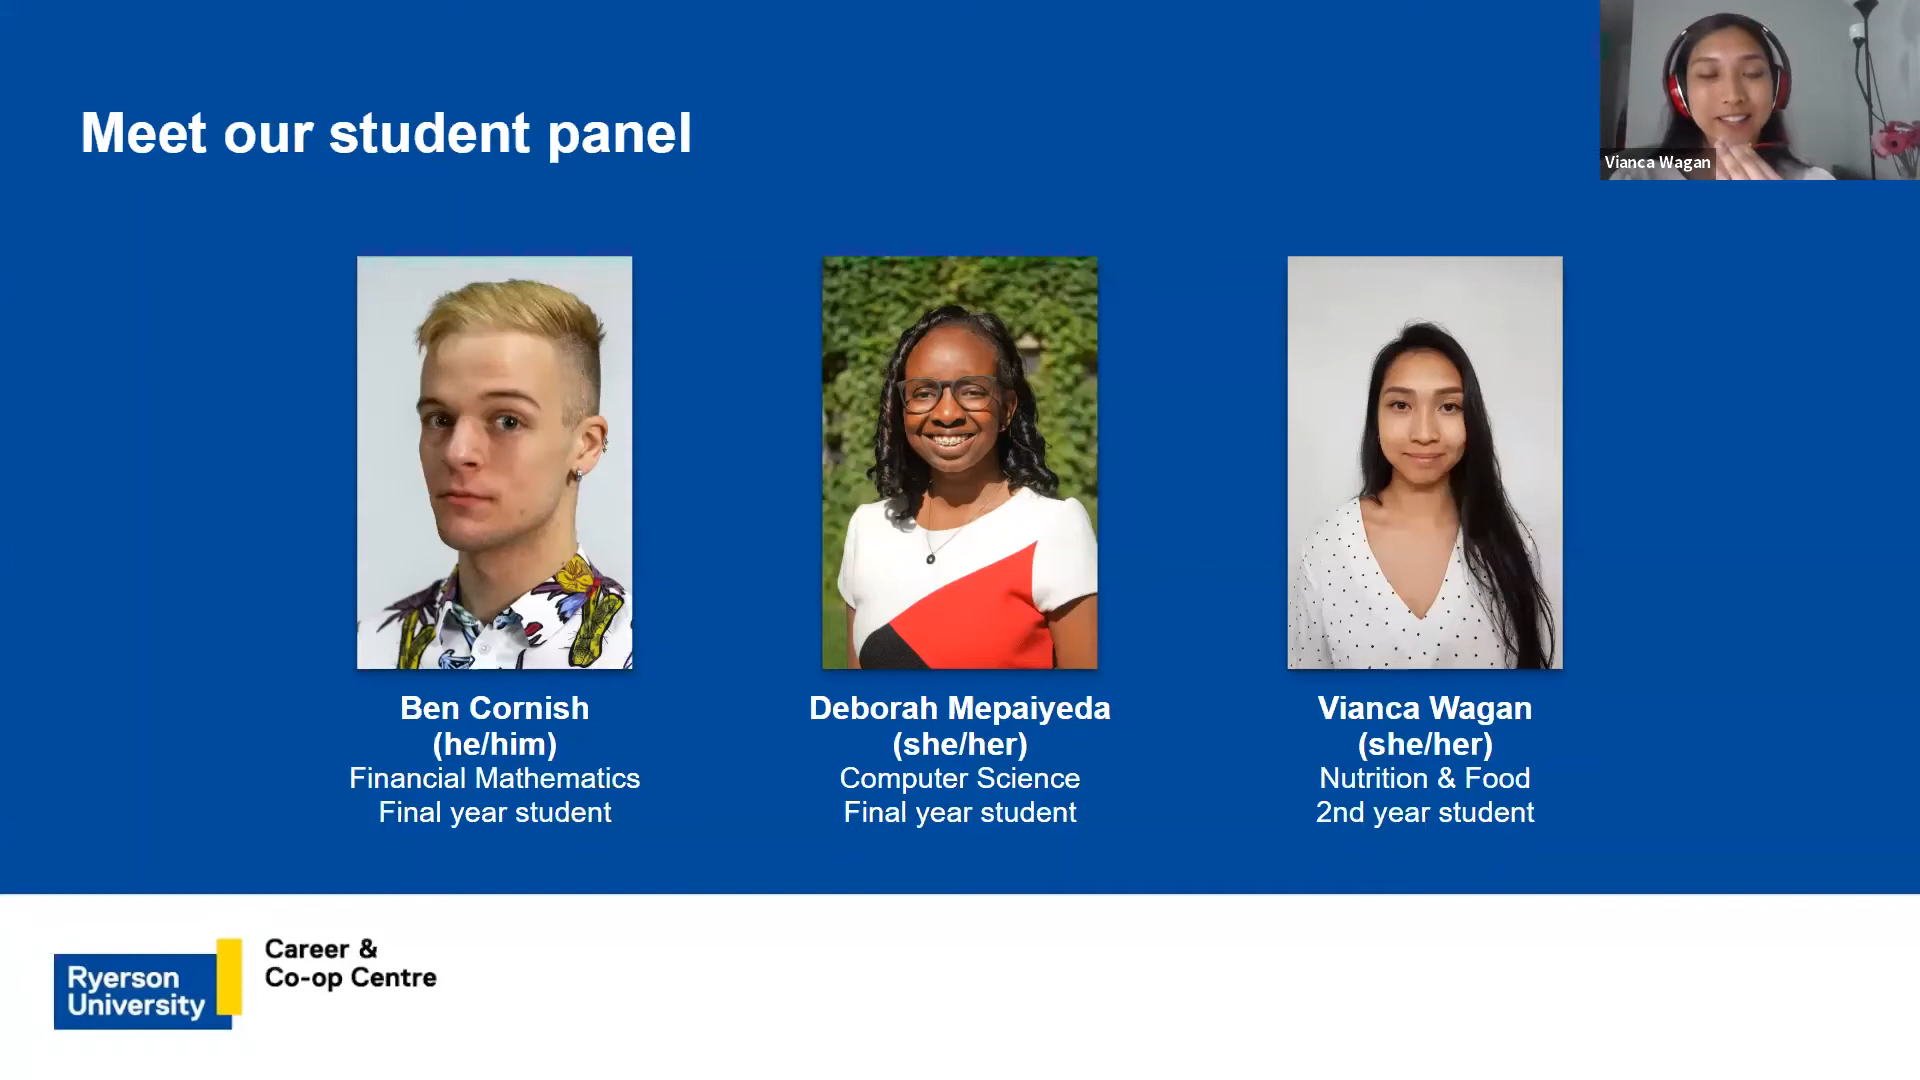 Meet our student panel
Vianca Wagan
Ben Cornish
(he/him)
Financial Mathematics
Final year student
Deborah Mepaiyeda
(she/her)
Computer Science
Final year student
Vianca Wagan
(she/her)
Nutrition & Food
2nd year student
Ryerson
University
Career &
Co-op Centre